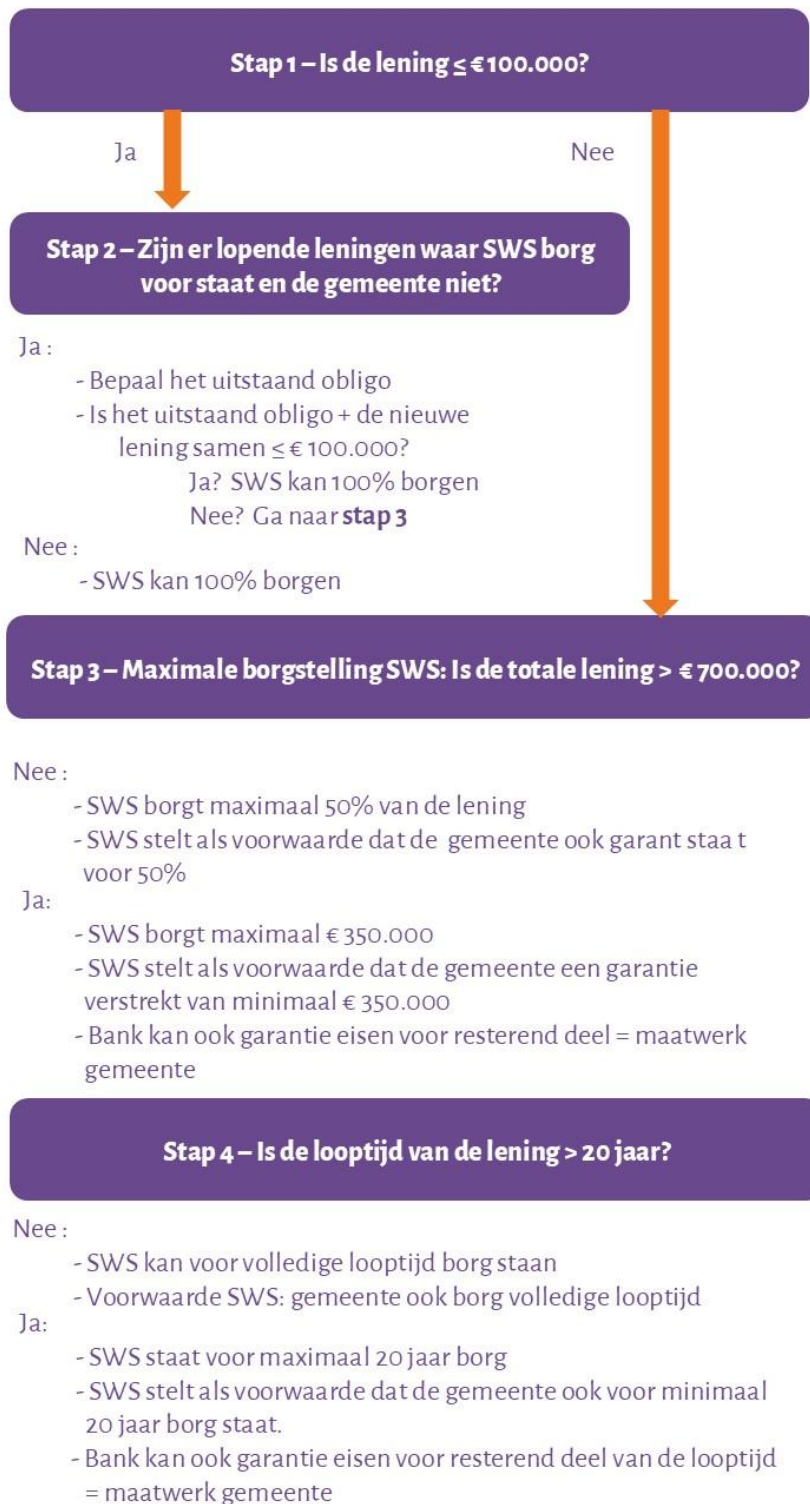 Stap 1 – Is de lening ≤ € 100.000?
Ja
Nee
Stap 2 – Zijn er lopende leningen waar SWS borg
voor staat en de gemeente niet?
Ja :
- Bepaal het uitstaand obligo
- Is het uitstaand obligo + de nieuwe
lening samen ≤ € 100.000?
Ja? SWS kan 100% borgen
Nee? Ga naar stap 3
Nee :
- SWS kan 100% borgen
Stap 3 – Maximale borgstelling SWS: Is de totale lening > € 700.000?
Nee :
- SWS borgt maximaal 50% van de lening
- SWS stelt als voorwaarde dat de gemeente ook garant staa t
voor 50%
Ja:
- SWS borgt maximaal € 350.000
- SWS stelt als voorwaarde dat de gemeente een garantie
verstrekt van minimaal € 350.000
- Bank kan ook garantie eisen voor resterend deel = maatwerk
gemeente
Stap 4 – Is de looptijd van de lening > 20 jaar?
Nee :
- SWS kan voor volledige looptijd borg staan
- Voorwaarde SWS: gemeente ook borg volledige looptijd
Ja:
- SWS staat voor maximaal 20 jaar borg
- SWS stelt als voorwaarde dat de gemeente ook voor minimaal
20 jaar borg staat.
- Bank kan ook garantie eisen voor resterend deel van de looptijd
= maatwerk gemeente